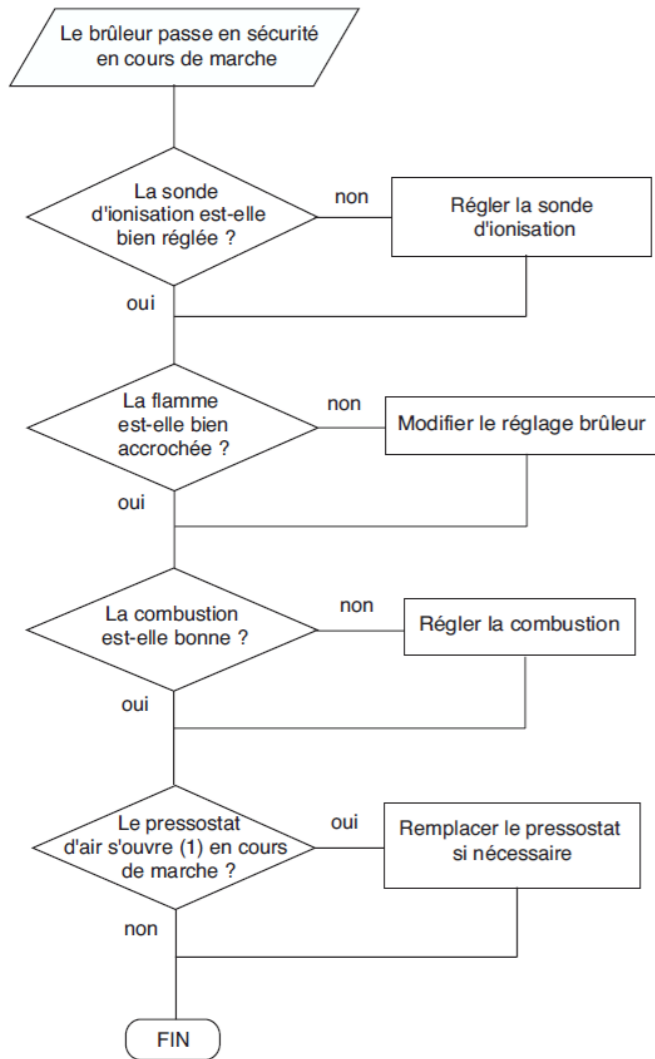 Le brûleur passe en sécurité
en cours de marche
La sonde
d'ionisation est-elle
bien réglée ?
non
Régler la sonde
d'ionisation
oui
La flamme
est-elle bien
accrochée ?
non
Modifier le réglage brûleur
oui
La combustion
est-elle bonne ?
non
Régler la combustion
oui
Le pressostat
d'air s'ouvre (1) en cours
de marche ?
oui
Remplacer le pressostat
si nécessaire
non
FIN